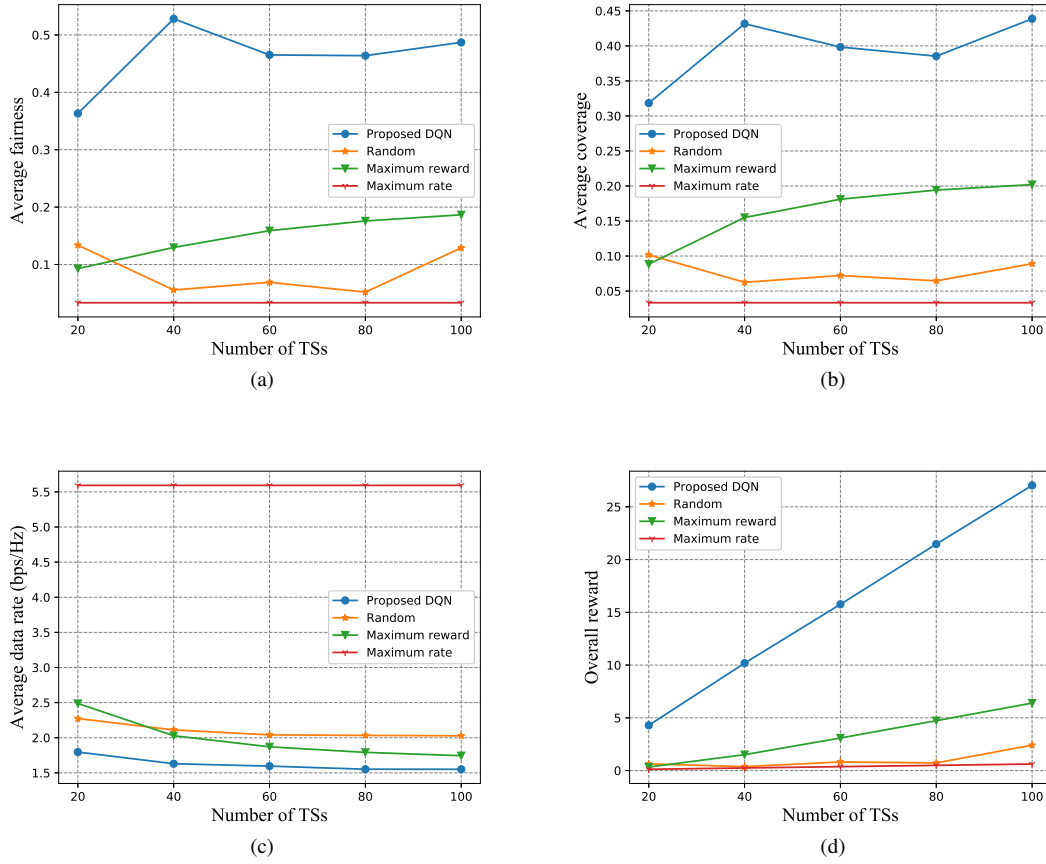 0.5
0.4
0.3
0.2
0.1
Average fairness
Proposed DQN
Random
Maximum reward
Maximum rate
20 40 60 80 100
Number of TSs
(a)
0.45
0.40
0.35
0.30
0.25
0.20
0.15
0.10
0.05
Average coverage
Proposed DQN
Random
Maximum reward
Maximum rate
20 40 60 80 100
Number of TSs
(b)
5.5
5.0
4.5
4.0
3.5
3.0
2.5
2.0
1.5
Average data rate (bps/Hz)
Proposed DQN
Random
Maximum reward
Maximum rate
20 40 60 80 100
Number of TSs
(c)
25
20
15
10
5
0
Overall reward
Proposed DQN
Random
Maximum reward
Maximum rate
20 40 60 80 100
Number of TSs
(d)